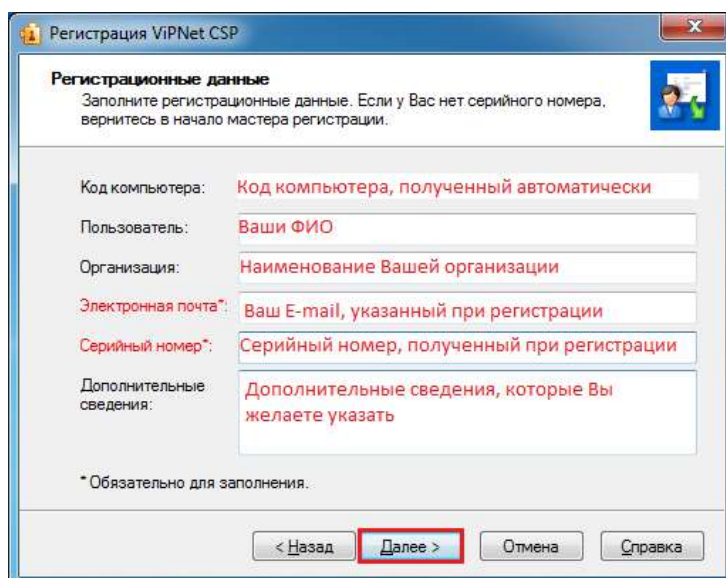 Регистрация ViPNet CSP
Регистрационные данные
Заполните регистрационные данные. Если у Вас нет серийного номера,
вернитесь в начало мастера регистрации.
Код компьютера: Код компьютера, полученный автоматически
Пользователь: Ваши ФИО
Организация: Наименование Вашей организации
Электронная почта*: Ваш E-mail, указанный при регистрации
Серийный номер*: Серийный номер, полученный при регистрации
Дополнительные сведения: Дополнительные сведения, которые Вы
желаете указать
* Обязательно для заполнения.
< Назад Далее > Отмена Справка